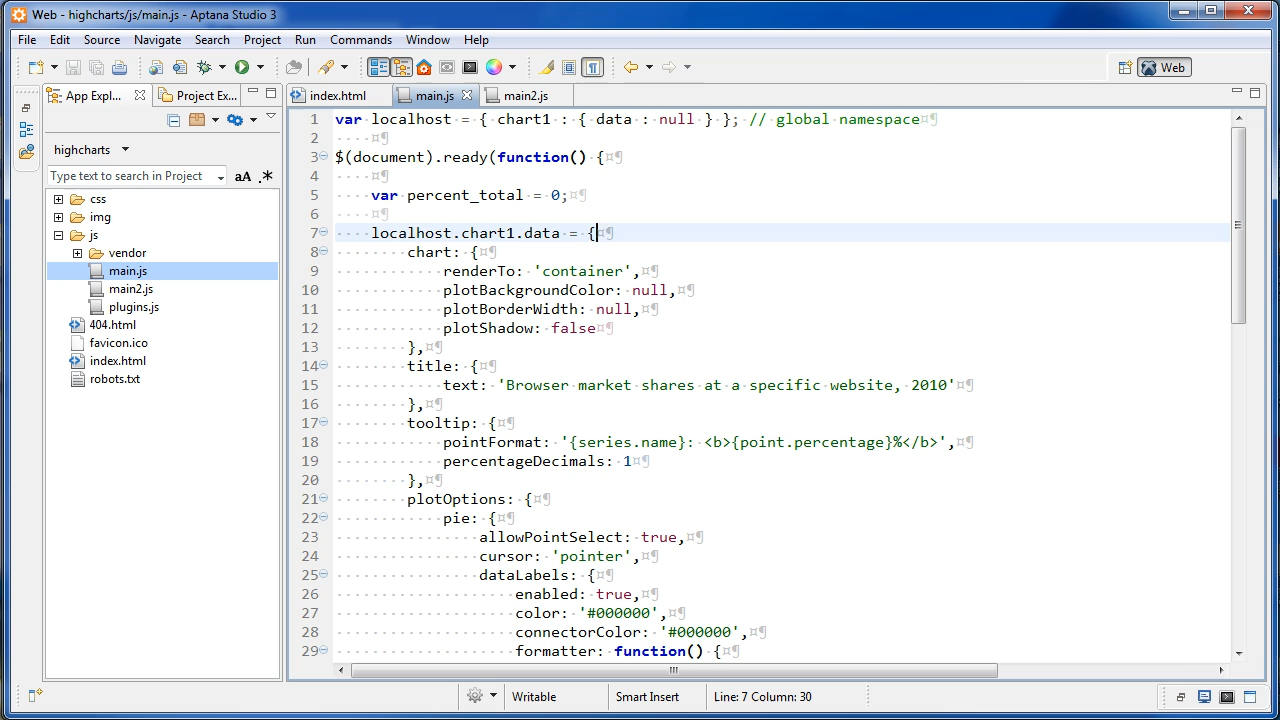 Web - highcharts/js/main.js - Aptana Studio 3
File Edit Source Navigate Search Project Run Commands Window Help
Web
App Expl... Project Ex...
index.html main.js main2.js
highcharts
Type text to search in Project aA .*
css
img
js
vendor
main.js
main2.js
plugins.js
404.html
favicon.ico
index.html
robots.txt
1 var localhost = { chart1 : { data : null } }; // global namespace¤¶
2 ····¤¶
3 $(document).ready(function() {¤¶
4 ····¤¶
5 ····var percent_total = 0;¤¶
6 ····¤¶
7 ····localhost.chart1.data = {¤¶
8 ········chart: {¤¶
9 ············renderTo: 'container',¤¶
10 ············plotBackgroundColor: null,¤¶
11 ············plotBorderWidth: null,¤¶
12 ············plotShadow: false¤¶
13 ········},¤¶
14 ········title: {¤¶
15 ············text: 'Browser market shares at a specific website, 2010'¤¶
16 ········},¤¶
17 ········tooltip: {¤¶
18 ············pointFormat: '{series.name}: <b>{point.percentage}%</b>',¤¶
19 ············percentageDecimals: 1¤¶
20 ········},¤¶
21 ········plotOptions: {¤¶
22 ············pie: {¤¶
23 ················allowPointSelect: true,¤¶
24 ················cursor: 'pointer',¤¶
25 ················dataLabels: {¤¶
26 ····················enabled: true,¤¶
27 ····················color: '#000000',¤¶
28 ····················connectorColor: '#000000',¤¶
29 ····················formatter: function() {¤¶
Writable Smart Insert Line: 7 Column: 30